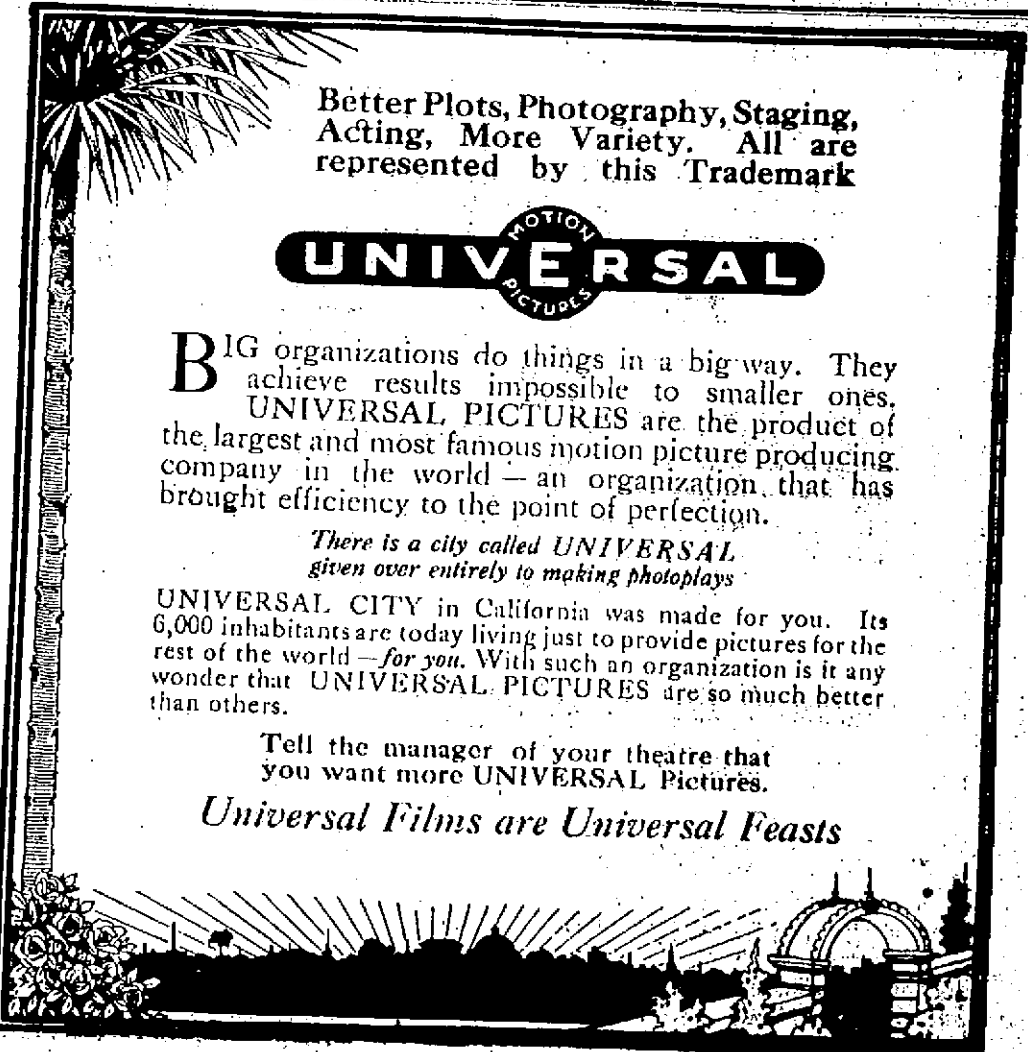 Better Plots, Photography, Staging,
Acting, More Variety. All are
represented by this Trademark
MOTION
UNIVERSAL
PICTURES
BIG organizations do things in a big way. They
achieve results impossible to smaller ones.
UNIVERSAL PICTURES are the product of
the largest and most famous motion picture producing
company in the world — an organization that has
brought efficiency to the point of perfection.
There is a city called UNIVERSAL
given over entirely to making photoplays
UNIVERSAL CITY in California was made for you. Its
6,000 inhabitants are today living just to provide pictures for the
rest of the world — for you. With such an organization is it any
wonder that UNIVERSAL PICTURES are so much better
than others.
Tell the manager of your theatre that
you want more UNIVERSAL Pictures.
Universal Films are Universal Feasts